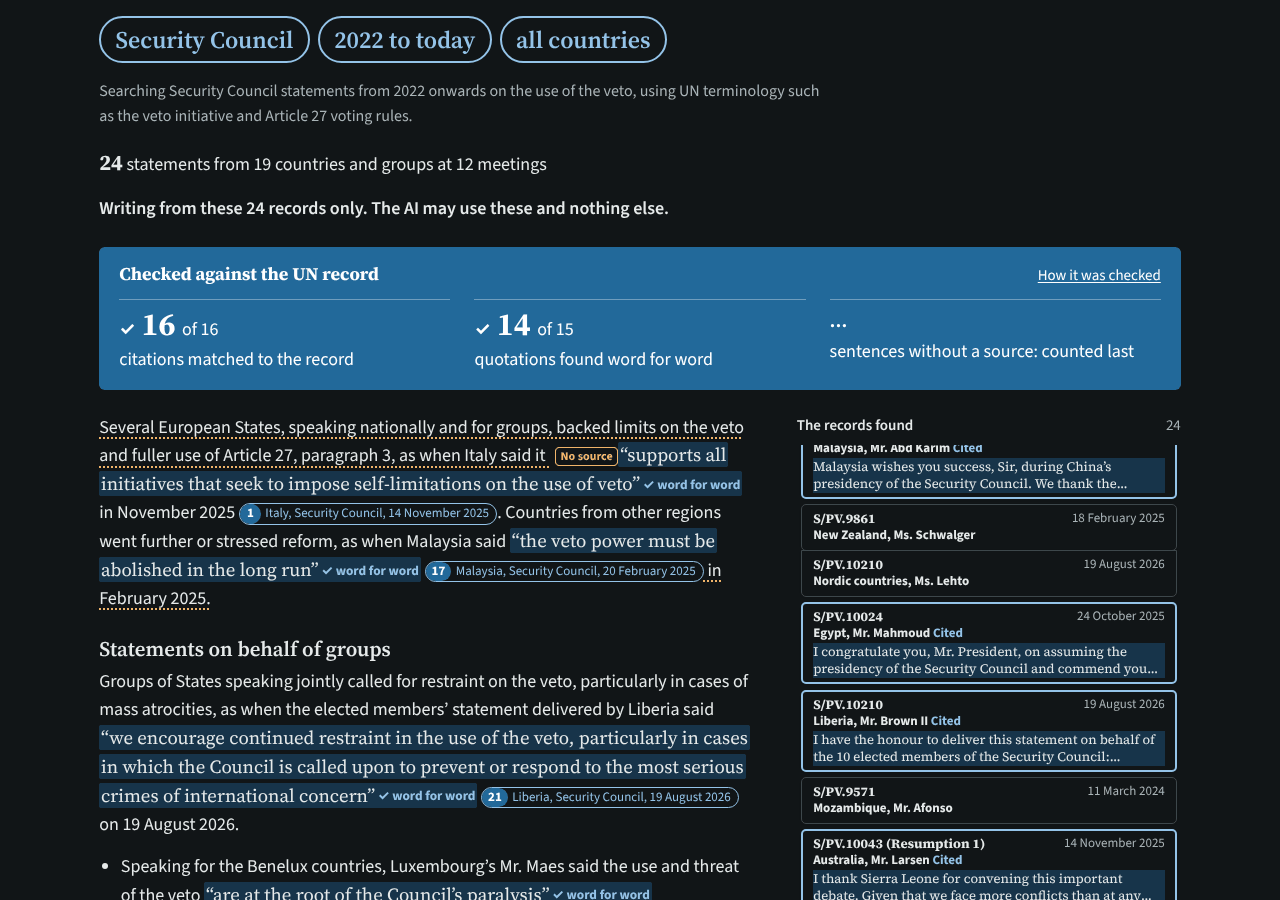 Security Council 2022 to today all countries
Searching Security Council statements from 2022 onwards on the use of the veto, using UN terminology such
as the veto initiative and Article 27 voting rules.
24 statements from 19 countries and groups at 12 meetings
Writing from these 24 records only. The AI may use these and nothing else.
Checked against the UN record
How it was checked
✓ 16 of 16
citations matched to the record
✓ 14 of 15
quotations found word for word
...
sentences without a source: counted last
Several European States, speaking nationally and for groups, backed limits on the veto
and fuller use of Article 27, paragraph 3, as when Italy said it No source “supports all
initiatives that seek to impose self-limitations on the use of veto” ✓ word for word
in November 2025 1 Italy, Security Council, 14 November 2025. Countries from other regions
went further or stressed reform, as when Malaysia said “the veto power must be
abolished in the long run” ✓ word for word 17 Malaysia, Security Council, 20 February 2025 in
February 2025.
Statements on behalf of groups
Groups of States speaking jointly called for restraint on the veto, particularly in cases of
mass atrocities, as when the elected members’ statement delivered by Liberia said
“we encourage continued restraint in the use of the veto, particularly in cases
in which the Council is called upon to prevent or respond to the most serious
crimes of international concern” ✓ word for word 21 Liberia, Security Council, 19 August 2026
on 19 August 2026.
• Speaking for the Benelux countries, Luxembourg’s Mr. Maes said the use and threat
of the veto “are at the root of the Council’s paralysis” ✓ word for word
The records found 24
Malaysia, Mr. Abd Karim Cited
Malaysia wishes you success, Sir, during China’s
presidency of the Security Council. We thank the...
S/PV.9861 18 February 2025
New Zealand, Ms. Schwalger
S/PV.10210 19 August 2026
Nordic countries, Ms. Lehto
S/PV.10024 24 October 2025
Egypt, Mr. Mahmoud Cited
I congratulate you, Mr. President, on assuming the
presidency of the Security Council and commend you...
S/PV.10210 19 August 2026
Liberia, Mr. Brown II Cited
I have the honour to deliver this statement on behalf of
the 10 elected members of the Security Council:...
S/PV.9571 11 March 2024
Mozambique, Mr. Afonso
S/PV.10043 (Resumption 1) 14 November 2025
Australia, Mr. Larsen Cited
I thank Sierra Leone for convening this important
debate. Given that we face more conflicts than at any...